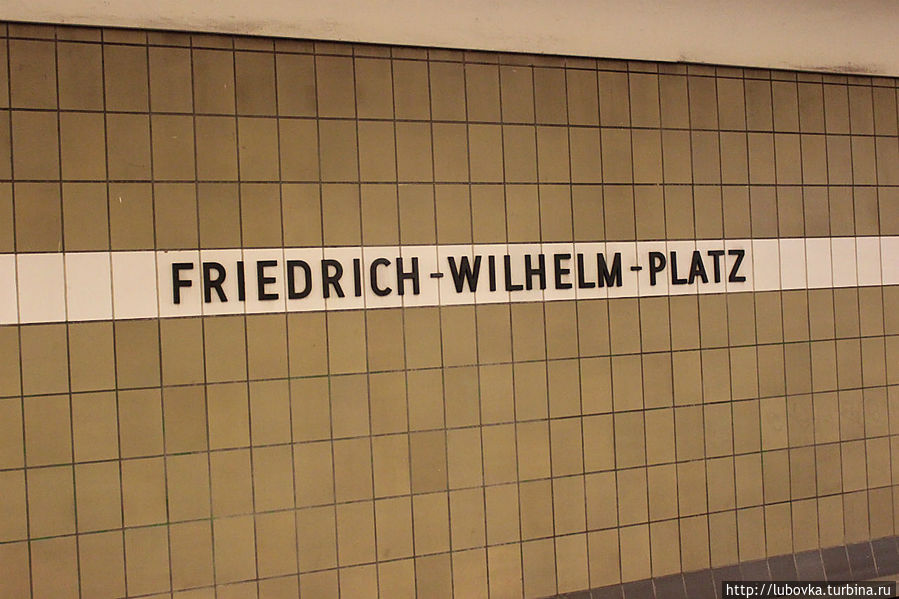 FRIEDRICH-WILHELM-PLATZ
http://lubovka.turbina.ru